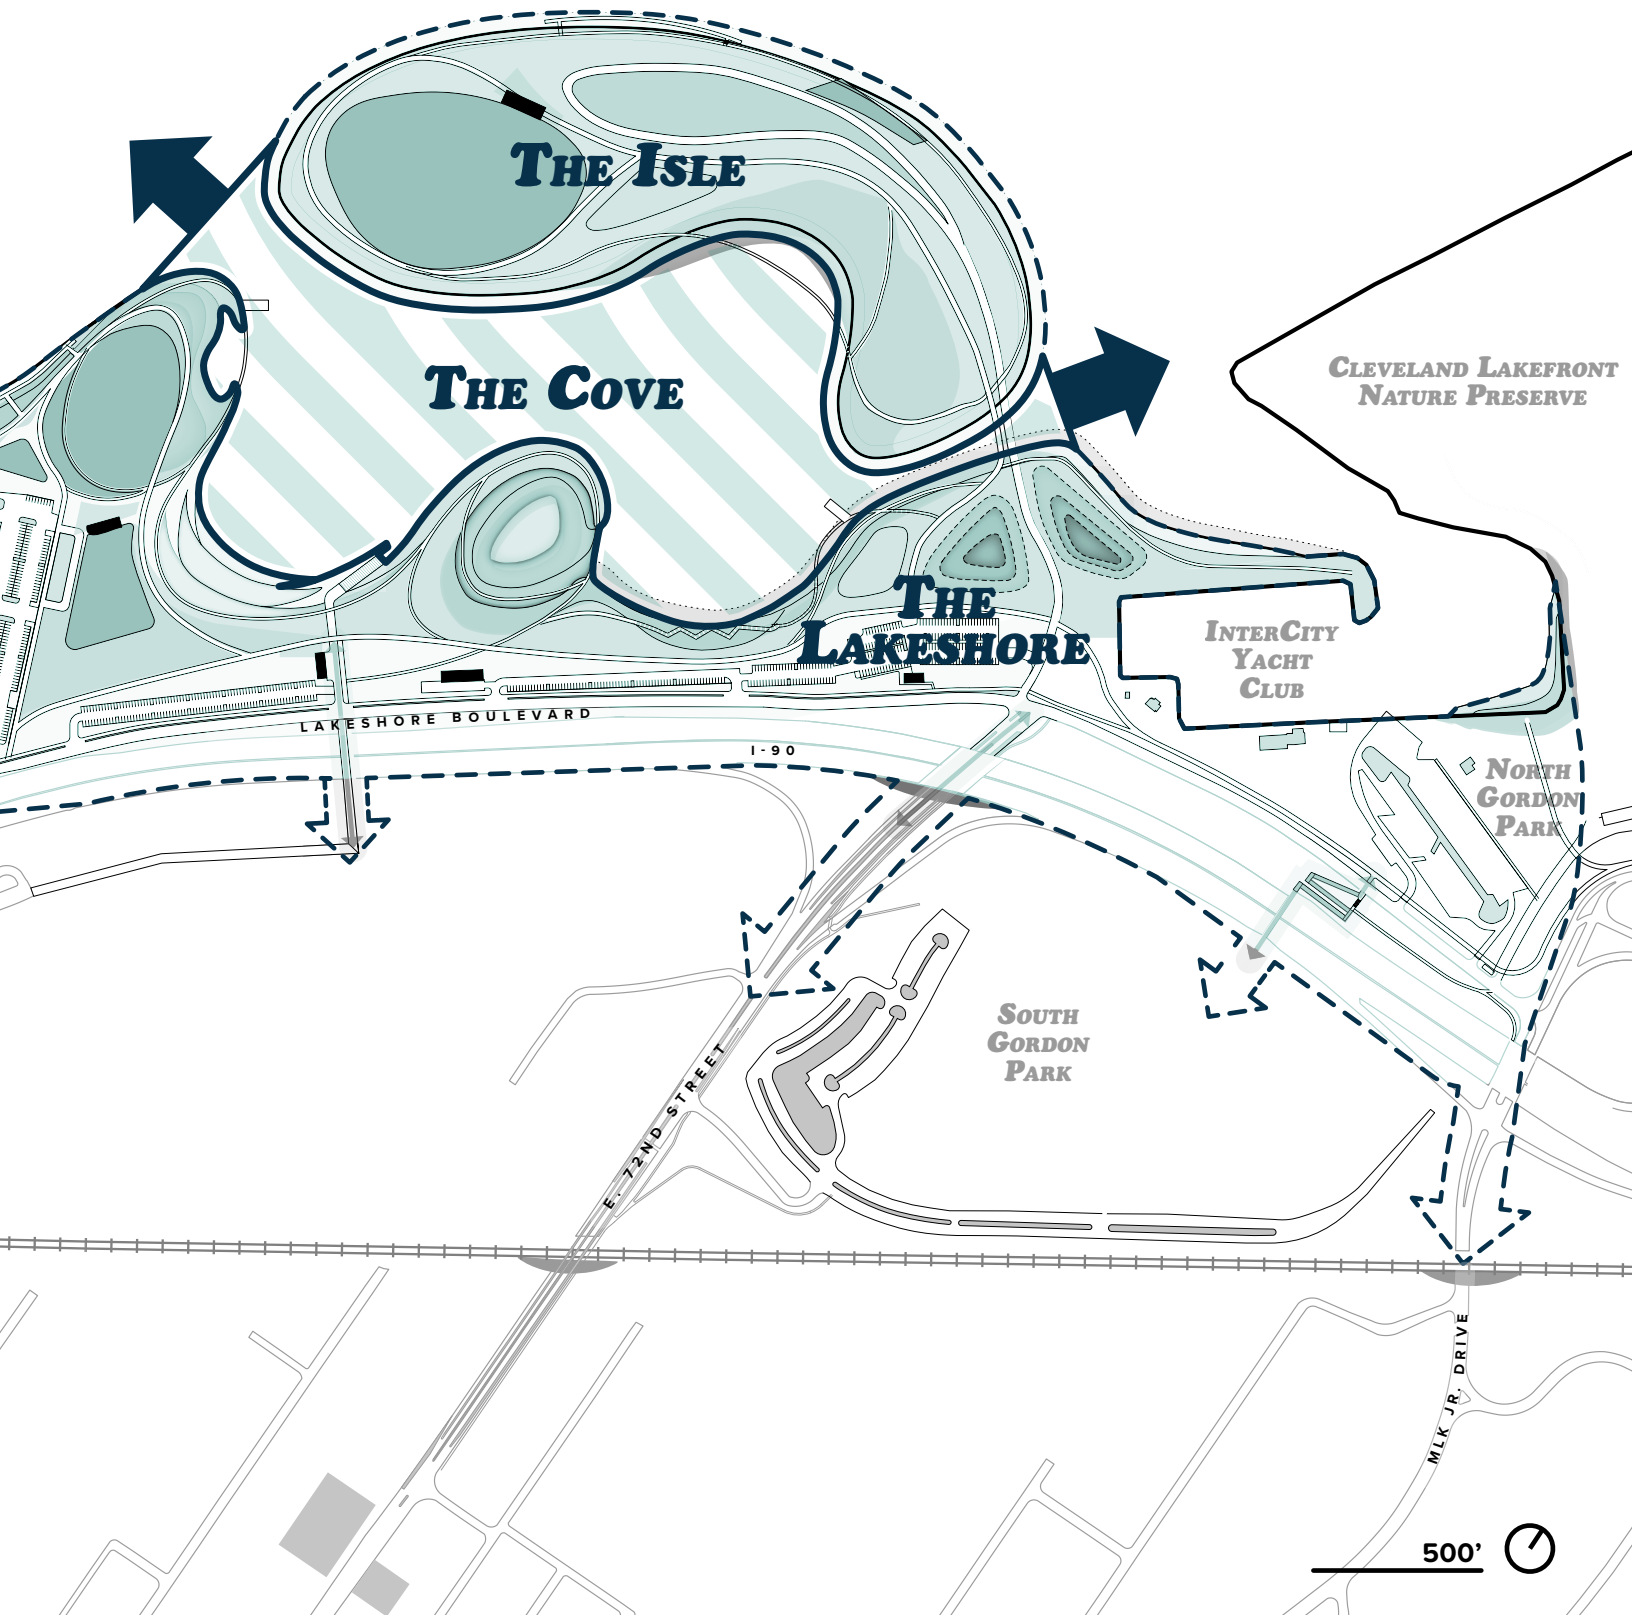 The Isle
The Cove
Cleveland Lakefront
Nature Preserve
The
Lakeshore
InterCity
Yacht
Club
LAKESHORE BOULEVARD
I-90
North
Gordon
Park
South
Gordon
Park
E. 72ND STREET
MLK JR. DRIVE
500’